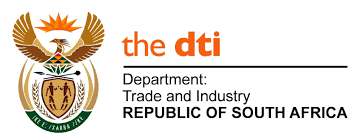 the dti
Department:
Trade and Industry
REPUBLIC OF SOUTH AFRICA